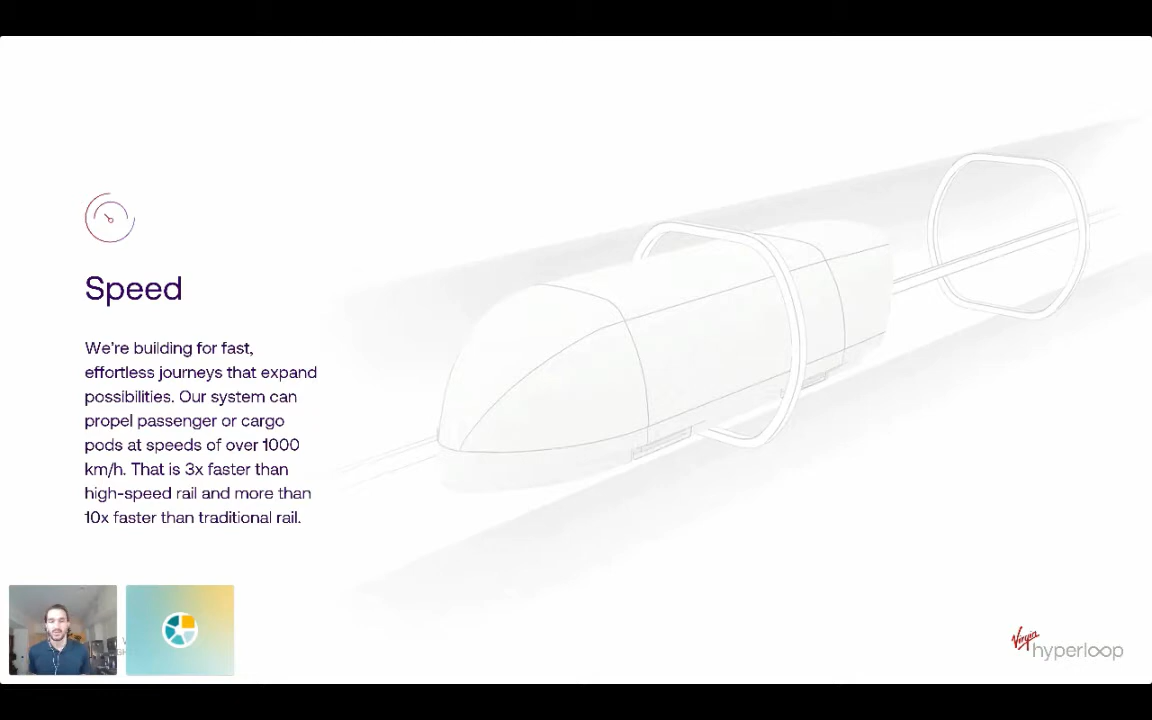 Speed
We're building for fast,
effortless journeys that expand
possibilities. Our system can
propel passenger or cargo
pods at speeds of over 1000
km/h. That is 3x faster than
high-speed rail and more than
10x faster than traditional rail.
Virgin
hyperloop